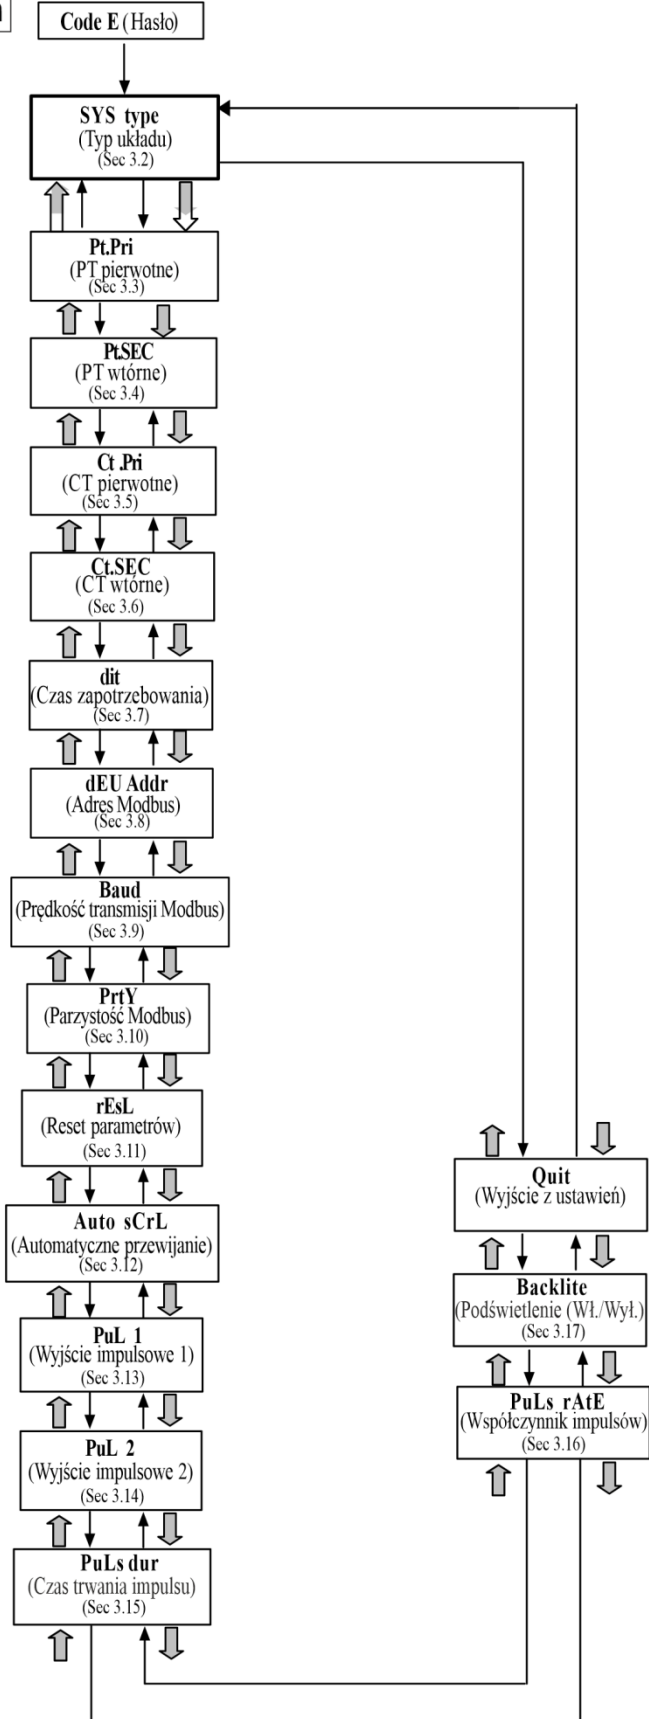 Code E (Hasło)
SYS type
(Typ układu)
(Sec 3.2)
Pt.Pri
(PT pierwotne)
(Sec 3.3)
Pt.SEC
(PT wtórne)
(Sec 3.4)
Ct .Pri
(CT pierwotne)
(Sec 3.5)
Ct.SEC
(CT wtórne)
(Sec 3.6)
dit
(Czas zapotrzebowania)
(Sec 3.7)
dEU Addr
(Adres Modbus)
(Sec 3.8)
Baud
(Prędkość transmisji Modbus)
(Sec 3.9)
PrtY
(Parzystość Modbus)
(Sec 3.10)
rEsL
(Reset parametrów)
(Sec 3.11)
Auto sCrL
(Automatyczne przewijanie)
(Sec 3.12)
PuL 1
(Wyjście impulsowe 1)
(Sec 3.13)
PuL 2
(Wyjście impulsowe 2)
(Sec 3.14)
PuLs dur
(Czas trwania impulsu)
(Sec 3.15)
Quit
(Wyjście z ustawień)
Backlite
(Podświetlenie (Wł./Wył.)
(Sec 3.17)
PuLs rAtE
(Współczynnik impulsów)
(Sec 3.16)